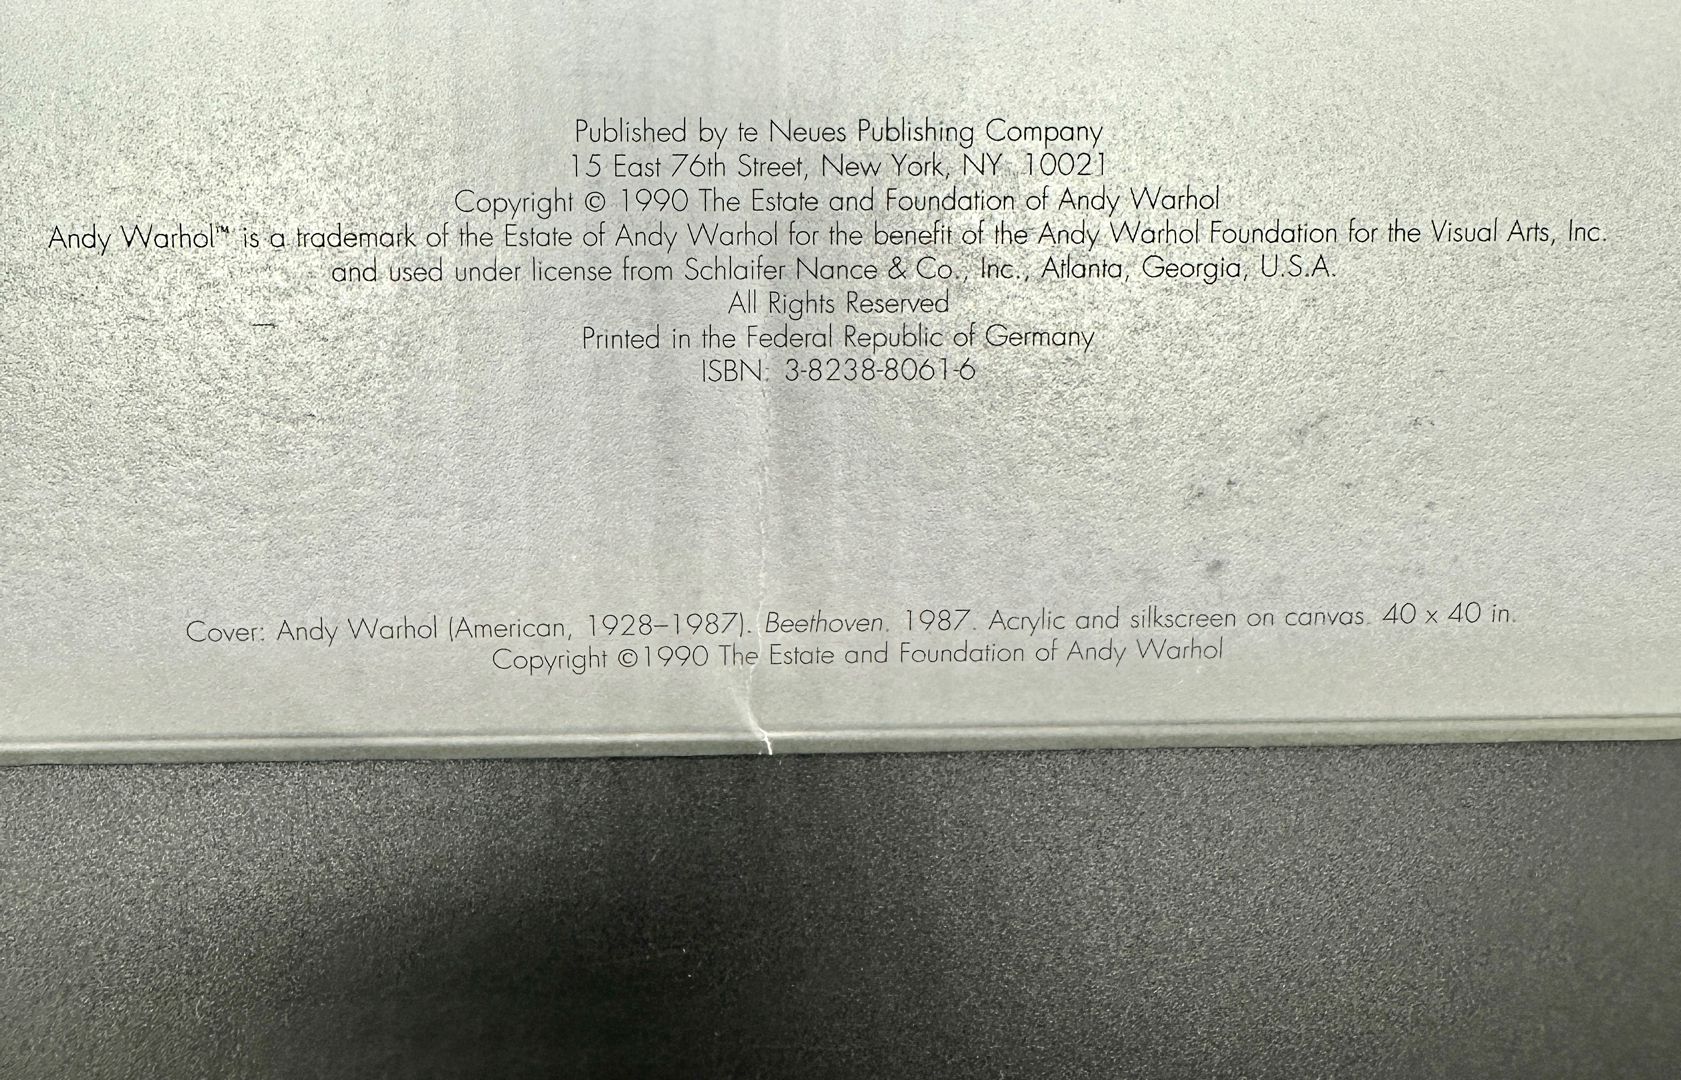 Published by te Neues Publishing Company
15 East 76th Street, New York, NY 10021
Copyright © 1990 The Estate and Foundation of Andy Warhol
Andy Warhol™ is a trademark of the Estate of Andy Warhol for the benefit of the Andy Warhol Foundation for the Visual Arts, Inc.
and used under license from Schlaifer Nance & Co., Inc., Atlanta, Georgia, U.S.A.
All Rights Reserved
Printed in the Federal Republic of Germany
ISBN: 3-8238-8061-6
Cover: Andy Warhol (American, 1928–1987). Beethoven. 1987. Acrylic and silkscreen on canvas. 40 x 40 in.
Copyright ©1990 The Estate and Foundation of Andy Warhol